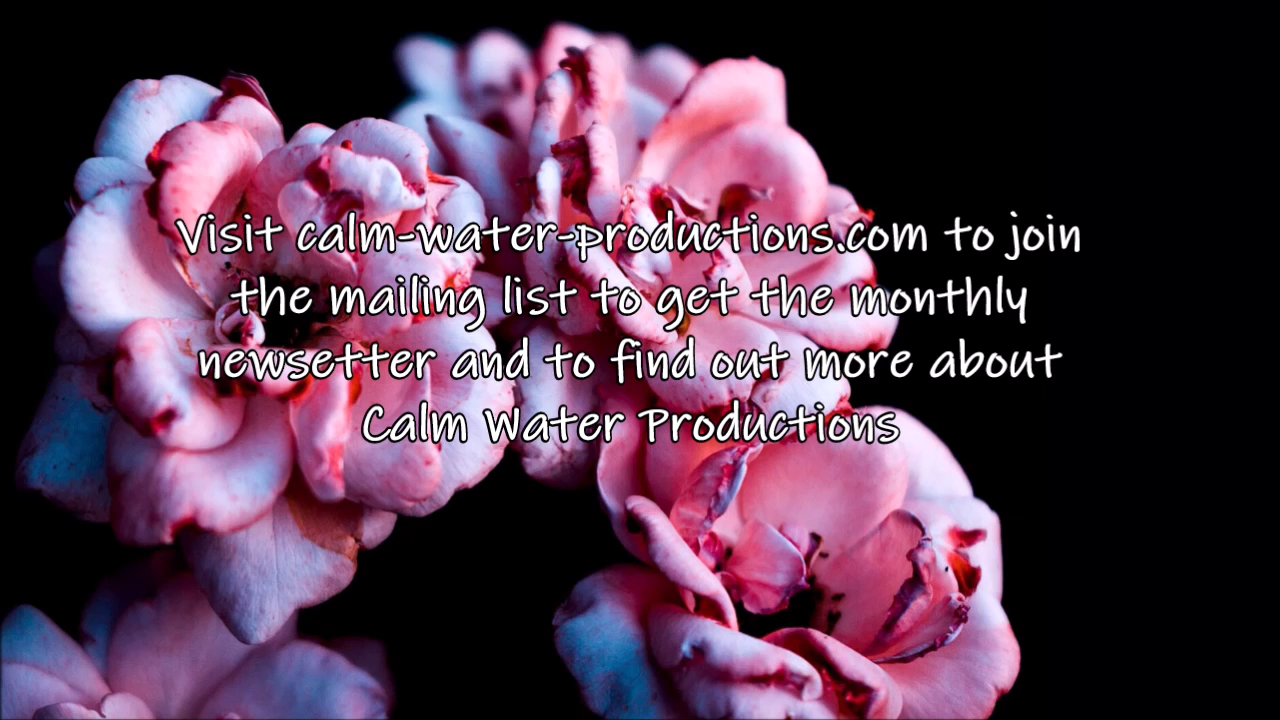 Visit calm-water-productions.com to join
the mailing list to get the monthly
newsetter and to find out more about
Calm Water Productions